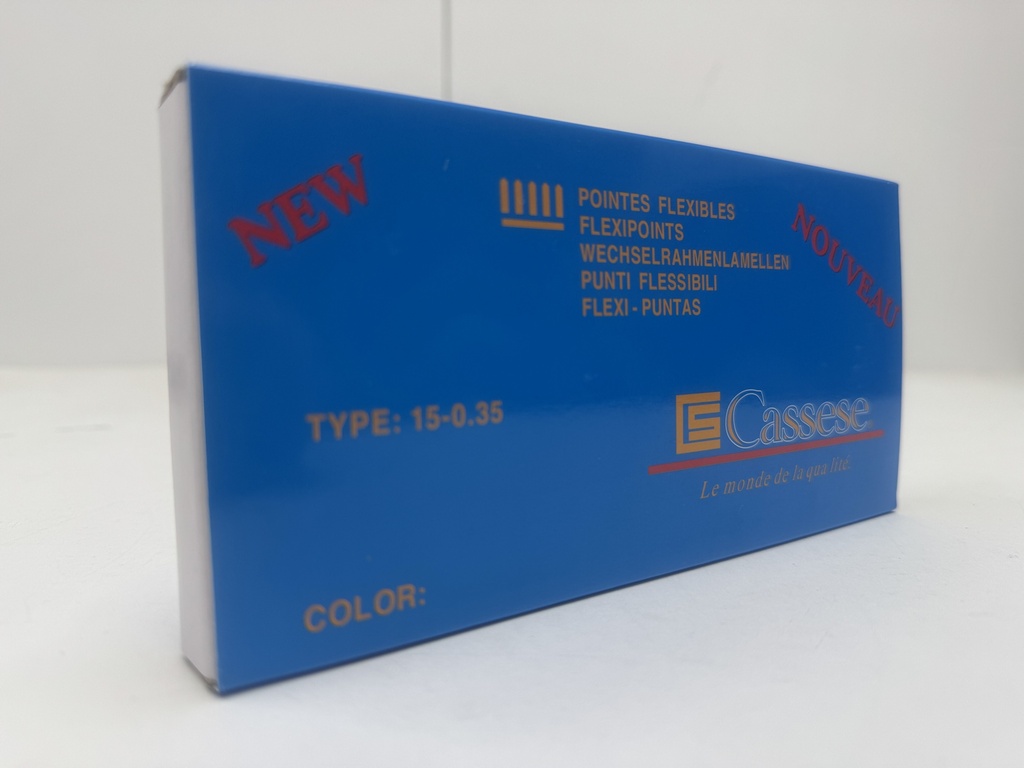 NEW
POINTES FLEXIBLES
FLEXIPOINTS
WECHSELRAHMENLAMELLEN
PUNTI FLESSIBILI
FLEXI - PUNTAS
NOUVEAU
TYPE: 15-0.35
CS Cassese
Le monde de la qua lité.
COLOR: